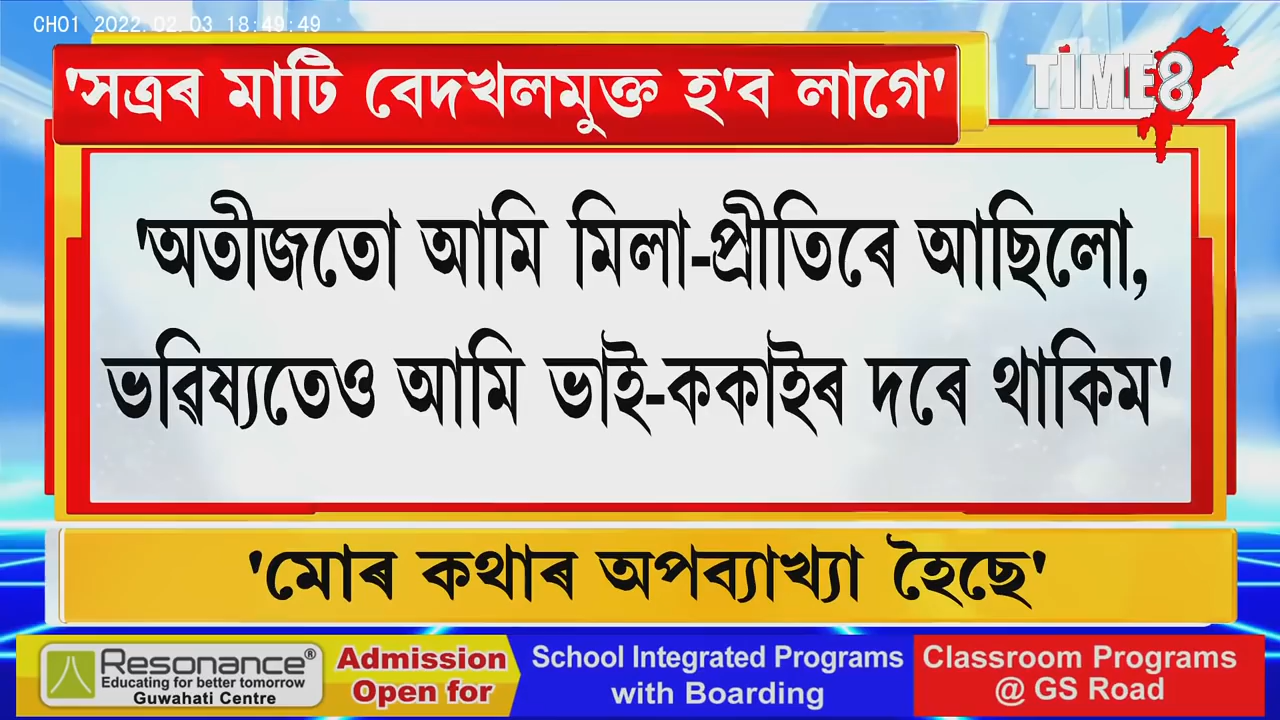 CH01 2022.02.03 18:49:49
'সত্ৰৰ মাটি বেদখলমুক্ত হ'ব লাগে'
TIME8
'অতীজতো আমি মিলা-প্ৰীতিৰে আছিলো,
ভৱিষ্যতেও আমি ভাই-ককাইৰ দৰে থাকিম'
'মোৰ কথাৰ অপব্যাখ্যা হৈছে'
Resonance®
Educating for better tomorrow
Guwahati Centre
Admission
Open for
School Integrated Programs
with Boarding
Classroom Programs
@ GS Road